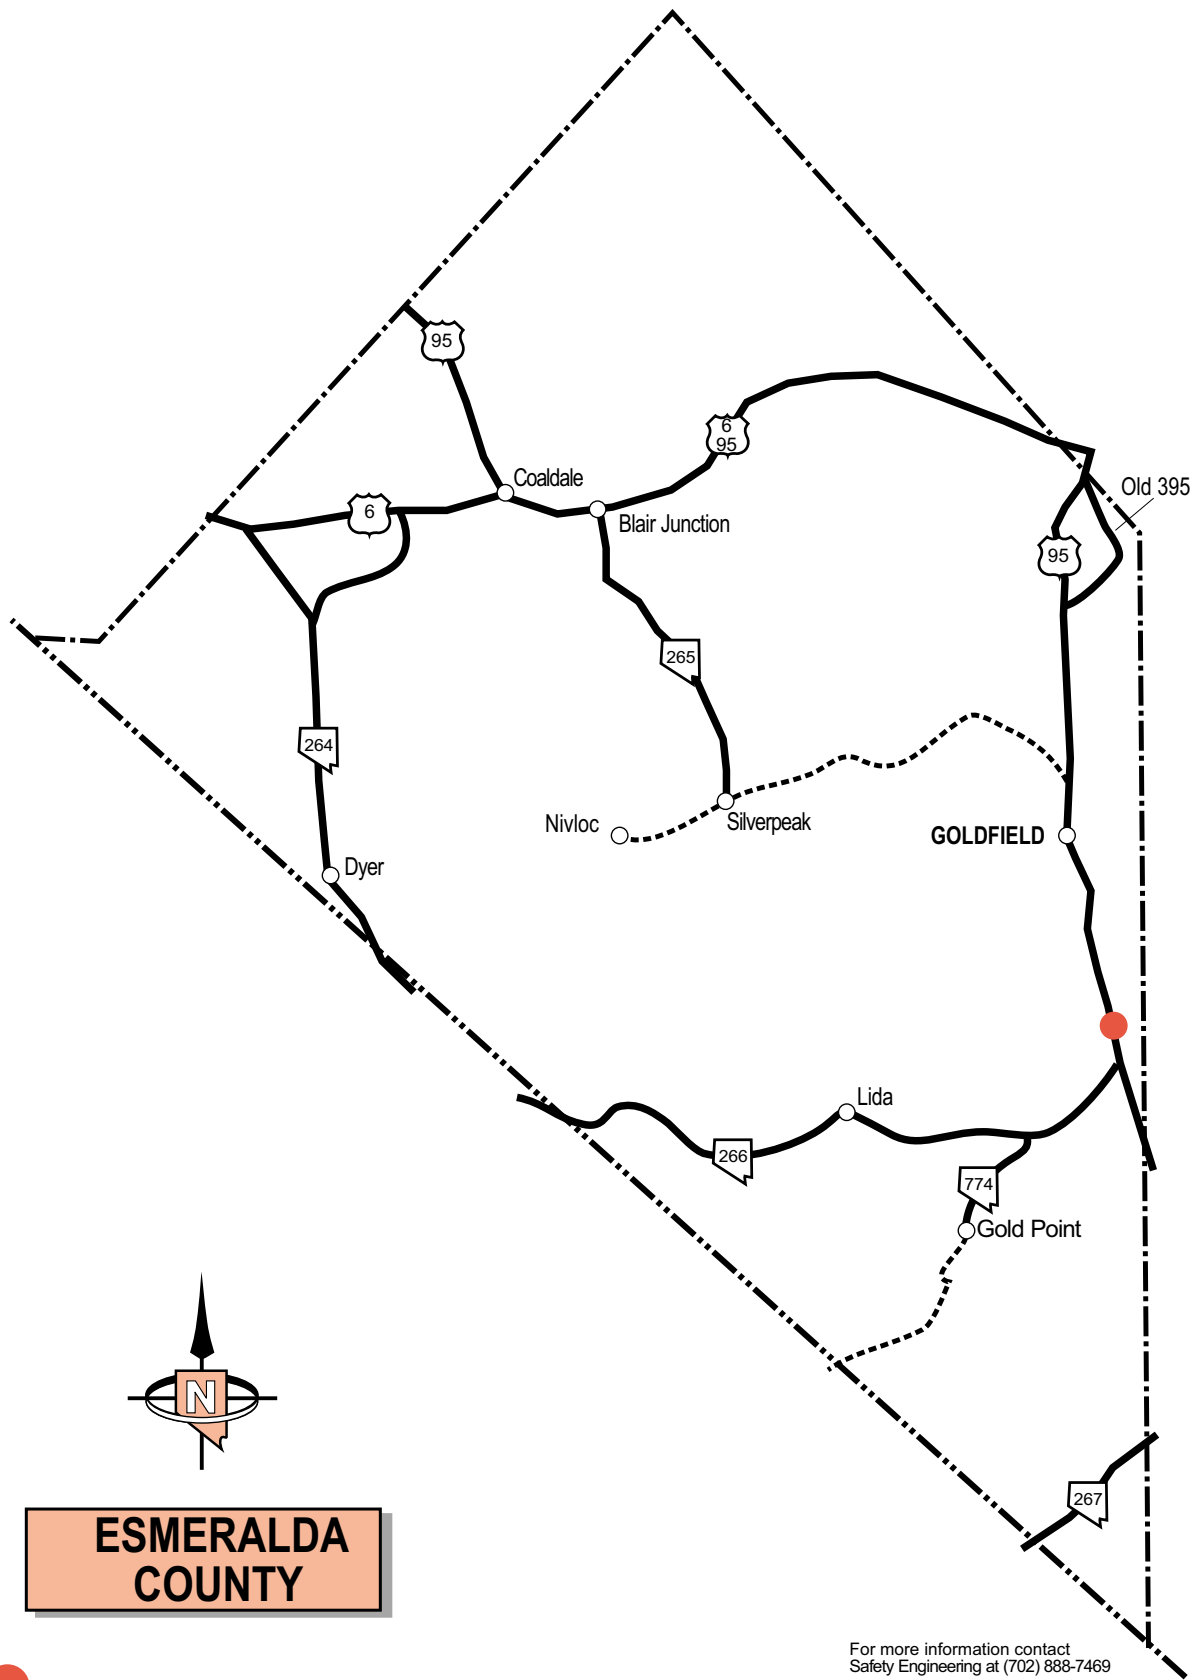 95
6
95
Coaldale
6
Old 395
Blair Junction
95
265
264
Nivloc
Silverpeak
GOLDFIELD
Dyer
Lida
266
774
Gold Point
N
267
ESMERALDA
COUNTY
For more information contact
Safety Engineering at (702) 888-7469